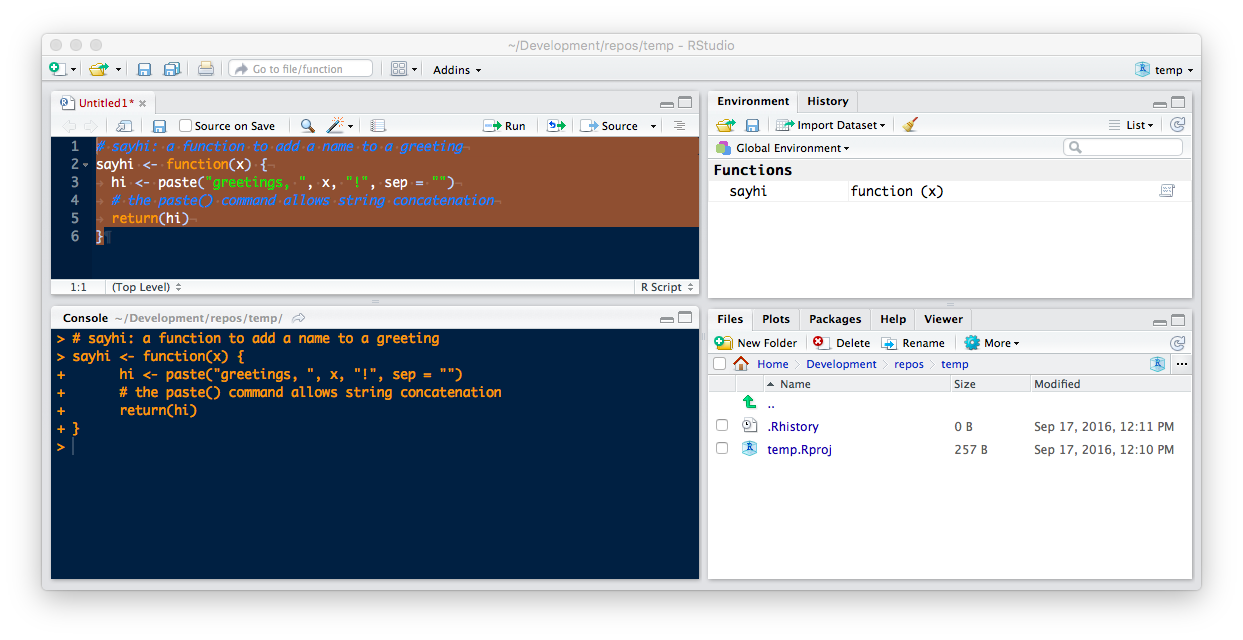 ~/Development/repos/temp - RStudio
Go to file/function
Addins
temp
Untitled1*
Source on Save
Run
Source
1 # sayhi: a function to add a name to a greeting
2 sayhi <- function(x) {
3 hi <- paste("greetings, ", x, "!", sep = "")
4 # the paste() command allows string concatenation
5 return(hi)
6 }
1:1 (Top Level) R Script
Console ~/Development/repos/temp/
> # sayhi: a function to add a name to a greeting
> sayhi <- function(x) {
+ hi <- paste("greetings, ", x, "!", sep = "")
+ # the paste() command allows string concatenation
+ return(hi)
+ }
>
Environment History
Import Dataset List
Global Environment
Functions
sayhi function (x)
Files Plots Packages Help Viewer
New Folder Delete Rename More
Home Development repos temp
Name Size Modified
..
.Rhistory 0 B Sep 17, 2016, 12:11 PM
temp.Rproj 257 B Sep 17, 2016, 12:10 PM